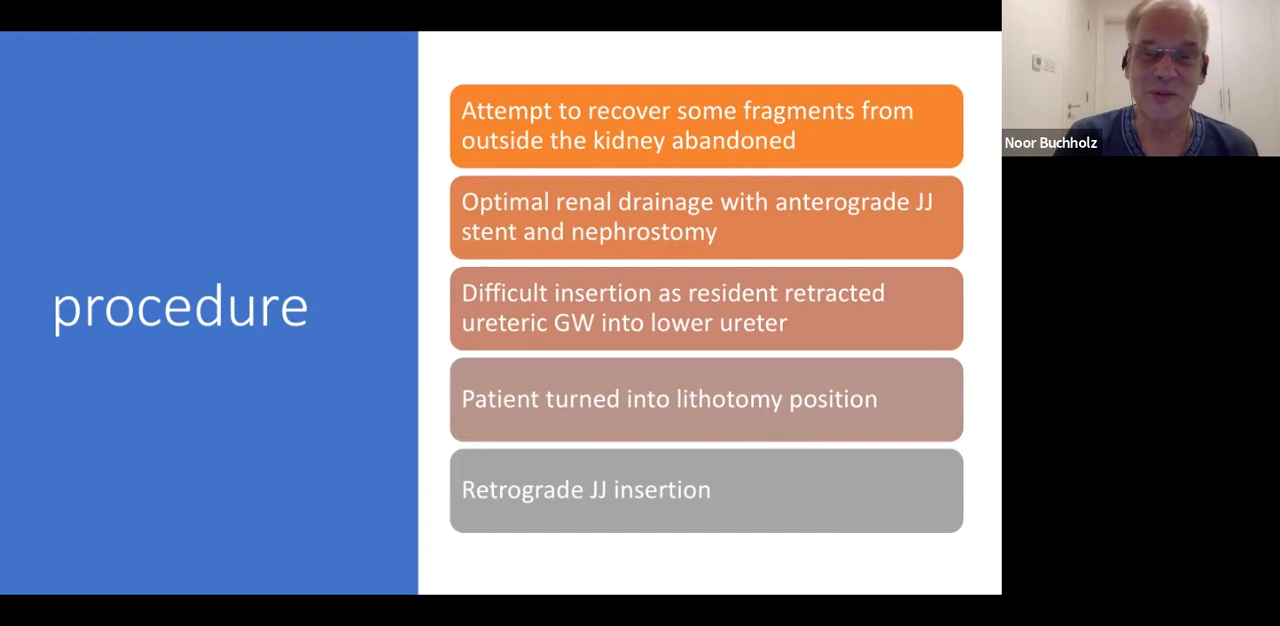 procedure
Attempt to recover some fragments from
outside the kidney abandoned
Optimal renal drainage with anterograde JJ
stent and nephrostomy
Difficult insertion as resident retracted
ureteric GW into lower ureter
Patient turned into lithotomy position
Retrograde JJ insertion
Noor Buchholz